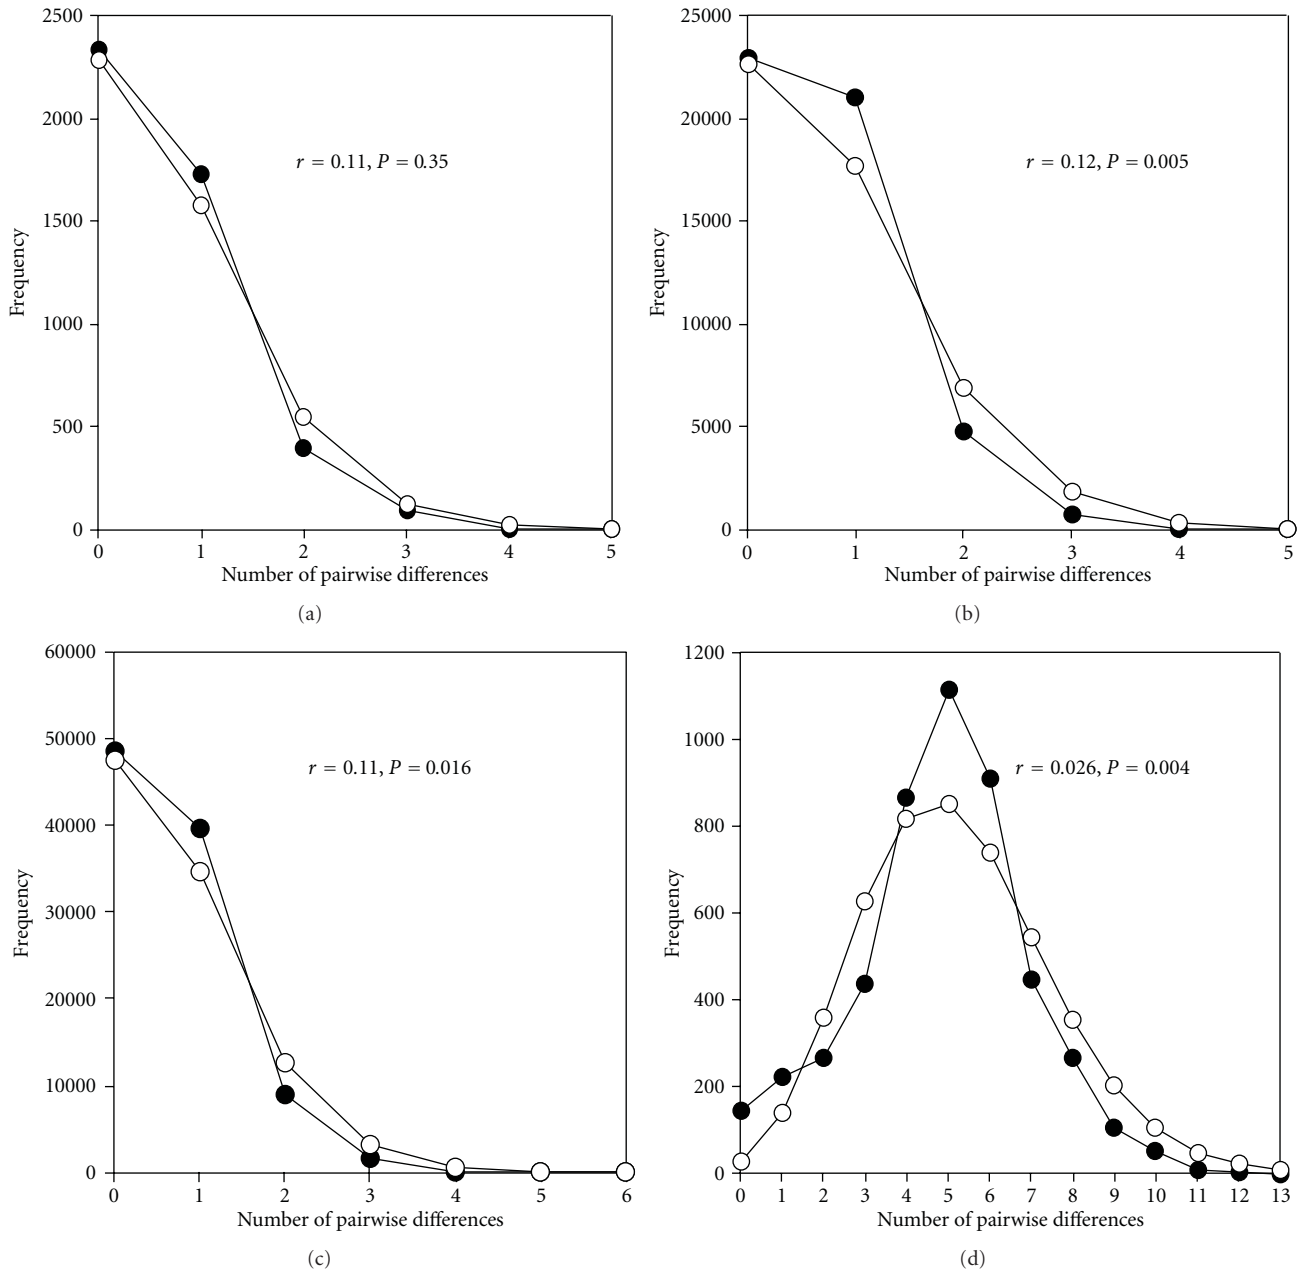 2500
2000
1500
1000
500
0
Frequency
r = 0.11, P = 0.35
0 1 2 3 4 5
Number of pairwise differences
(a)
25000
20000
15000
10000
5000
0
Frequency
r = 0.12, P = 0.005
0 1 2 3 4 5
Number of pairwise differences
(b)
60000
50000
40000
30000
20000
10000
0
Frequency
r = 0.11, P = 0.016
0 1 2 3 4 5 6
Number of pairwise differences
(c)
1200
1000
800
600
400
200
0
Frequency
r = 0.026, P = 0.004
0 1 2 3 4 5 6 7 8 9 10 11 12 13
Number of pairwise differences
(d)